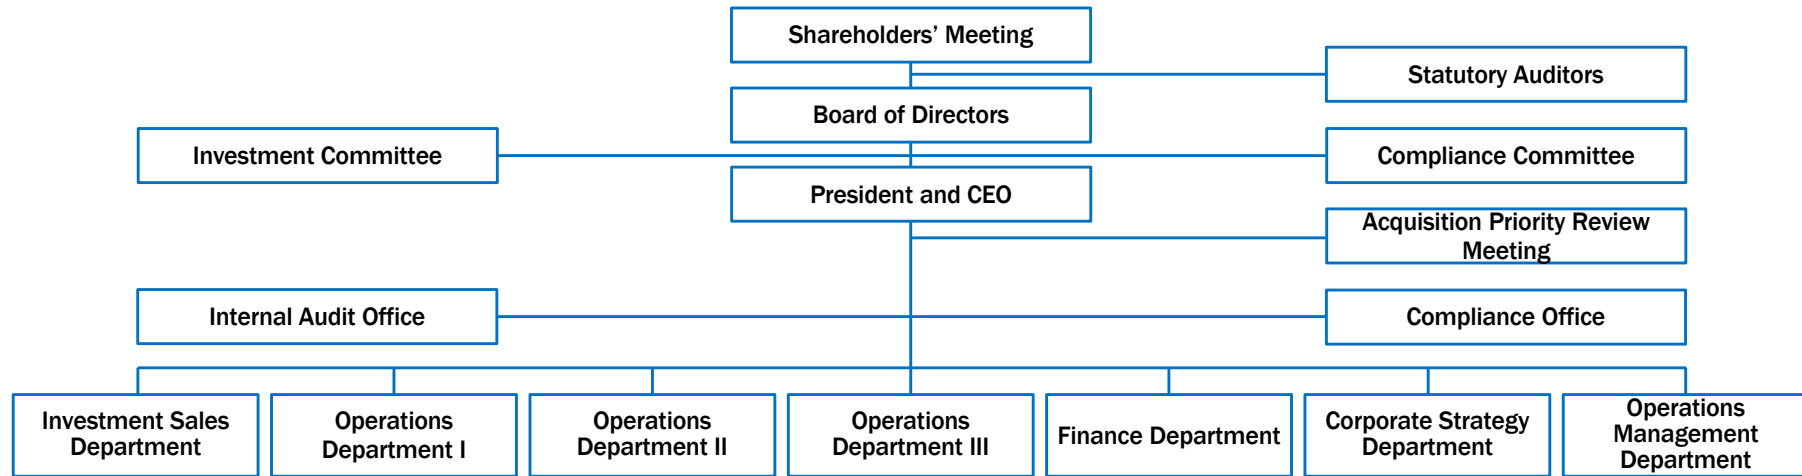 Shareholders’ Meeting
Statutory Auditors
Board of Directors
Investment Committee
Compliance Committee
President and CEO
Acquisition Priority Review
Meeting
Internal Audit Office
Compliance Office
Investment Sales
Department
Operations
Department I
Operations
Department II
Operations
Department III
Finance Department
Corporate Strategy
Department
Operations
Management
Department